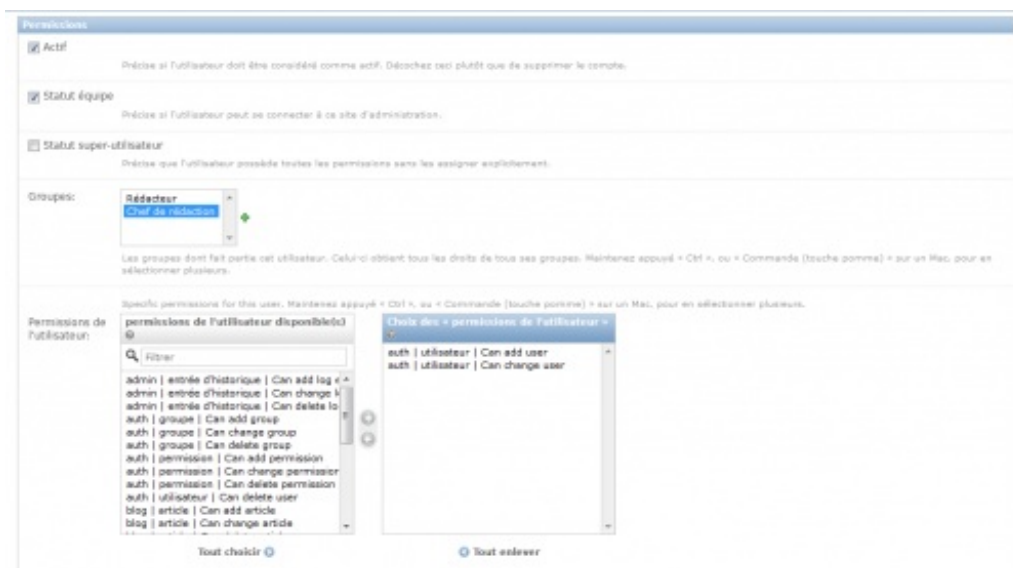 Permissions
Actif
Précise si l'utilisateur doit être considéré comme actif. Décochez ceci plutôt que de supprimer le compte.
Statut équipe
Précise si l'utilisateur peut se connecter à ce site d'administration.
Statut super-utilisateur
Précise que l'utilisateur possède toutes les permissions sans les assigner explicitement.
Groupes:
Rédacteur
Chef de rédaction
Les groupes dont fait partie cet utilisateur. Celui-ci obtient tous les droits de tous ses groupes. Maintenez appuyé « Ctrl », ou « Commande (touche pomme) » sur un Mac, pour en
sélectionner plusieurs.
Specific permissions for this user. Maintenez appuyé « Ctrl », ou « Commande (touche pomme) » sur un Mac, pour en sélectionner plusieurs.
Permissions de
l'utilisateur:
permissions de l'utilisateur disponible(s)
Filtrer
admin | entrée d'historique | Can add log e
admin | entrée d'historique | Can change l
admin | entrée d'historique | Can delete lo
auth | groupe | Can add group
auth | groupe | Can change group
auth | groupe | Can delete group
auth | permission | Can add permission
auth | permission | Can change permission
auth | permission | Can delete permission
auth | utilisateur | Can delete user
blog | article | Can add article
blog | article | Can change article
Tout choisir
Choix des « permissions de l'utilisateur »
auth | utilisateur | Can add user
auth | utilisateur | Can change user
Tout enlever